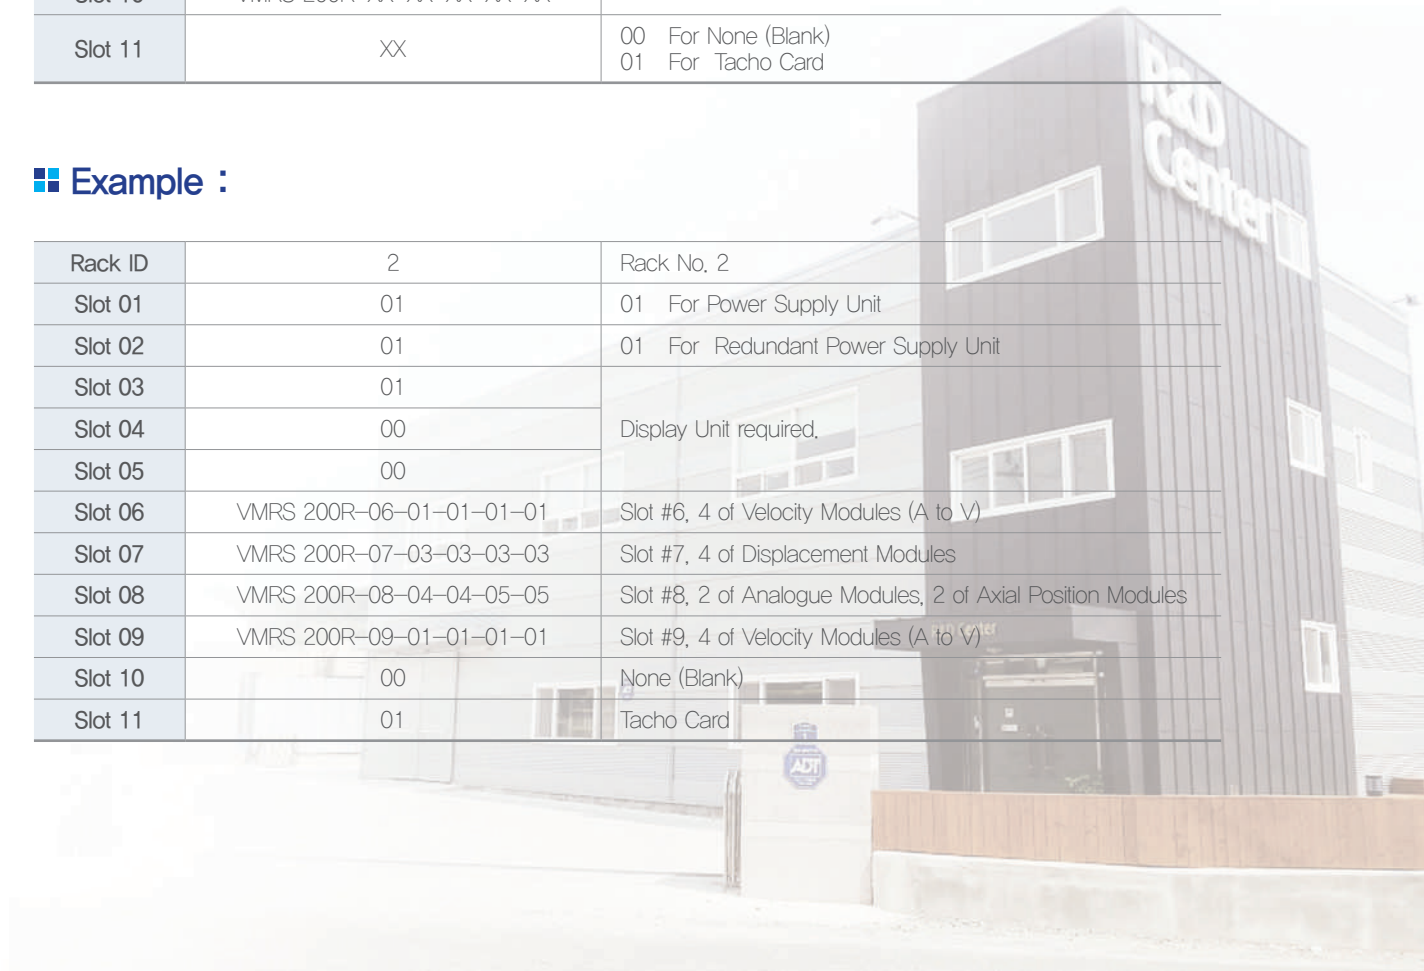 Slot 11 XX 00 For None (Blank)
01 For Tacho Card
Example :
Rack ID 2 Rack No. 2
Slot 01 01 01 For Power Supply Unit
Slot 02 01 01 For Redundant Power Supply Unit
Slot 03 01
Slot 04 00 Display Unit required.
Slot 05 00
Slot 06 VMRS 200R-06-01-01-01-01 Slot #6, 4 of Velocity Modules (A to V)
Slot 07 VMRS 200R-07-03-03-03-03 Slot #7, 4 of Displacement Modules
Slot 08 VMRS 200R-08-04-04-05-05 Slot #8, 2 of Analogue Modules, 2 of Axial Position Modules
Slot 09 VMRS 200R-09-01-01-01-01 Slot #9, 4 of Velocity Modules (A to V)
Slot 10 00 None (Blank)
Slot 11 01 Tacho Card
R&D
Center
R&D Center
ADT